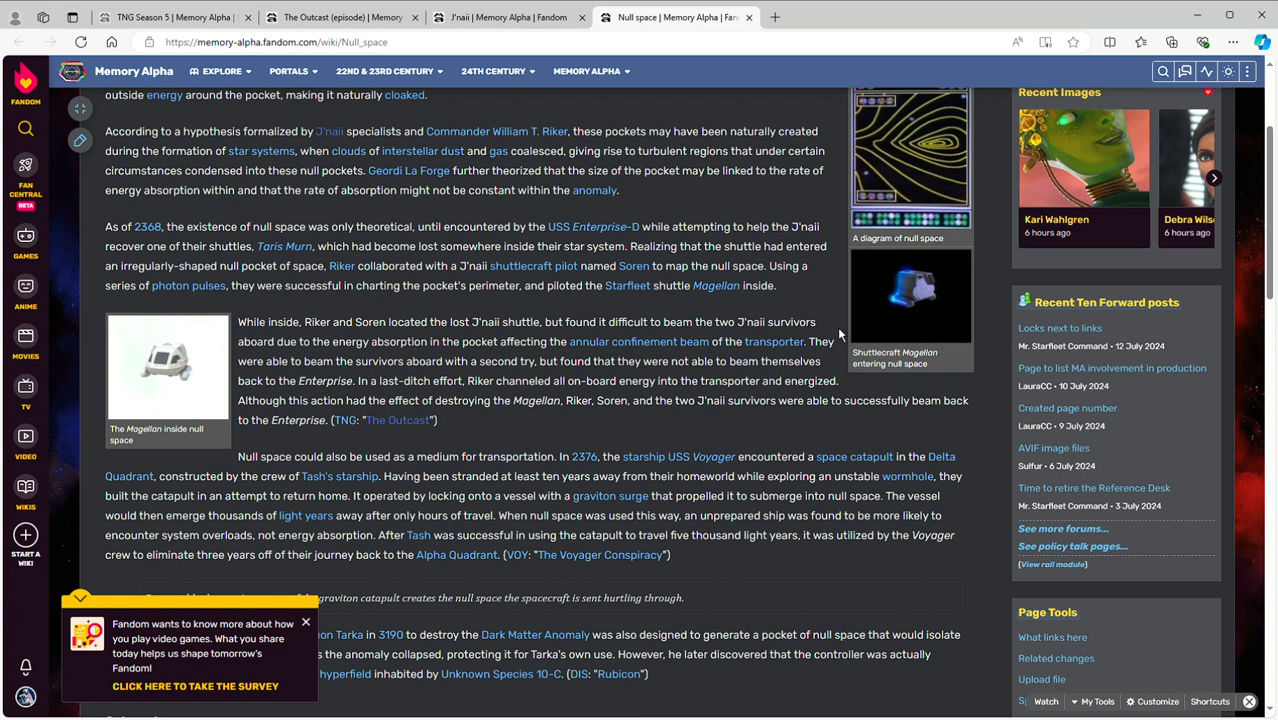 TNG Season 5 | Memory Alpha | Fan
The Outcast (episode) | Memory
J'naii | Memory Alpha | Fandom
Null space | Memory Alpha | Fan
https://memory-alpha.fandom.com/wiki/Null_space
FANDOM
FAN CENTRAL
BETA
GAMES
ANIME
MOVIES
TV
VIDEO
WIKIS
START A WIKI
Memory Alpha
EXPLORE
PORTALS
22ND & 23RD CENTURY
24TH CENTURY
MEMORY ALPHA
outside energy around the pocket, making it naturally cloaked.
According to a hypothesis formalized by J'naii specialists and Commander William T. Riker, these pockets may have been naturally created
during the formation of star systems, when clouds of interstellar dust and gas coalesced, giving rise to turbulent regions that under certain
circumstances condensed into these null pockets. Geordi La Forge further theorized that the size of the pocket may be linked to the rate of
energy absorption within and that the rate of absorption might not be constant within the anomaly.
As of 2368, the existence of null space was only theoretical, until encountered by the USS Enterprise-D while attempting to help the J'naii
recover one of their shuttles, Taris Murn, which had become lost somewhere inside their star system. Realizing that the shuttle had entered
an irregularly-shaped null pocket of space, Riker collaborated with a J'naii shuttlecraft pilot named Soren to map the null space. Using a
series of photon pulses, they were successful in charting the pocket's perimeter, and piloted the Starfleet shuttle Magellan inside.
A diagram of null space
Shuttlecraft Magellan
entering null space
While inside, Riker and Soren located the lost J'naii shuttle, but found it difficult to beam the two J'naii survivors
aboard due to the energy absorption in the pocket affecting the annular confinement beam of the transporter. They
were able to beam the survivors aboard with a second try, but found that they were not able to beam themselves
back to the Enterprise. In a last-ditch effort, Riker channeled all on-board energy into the transporter and energized.
Although this action had the effect of destroying the Magellan, Riker, Soren, and the two J'naii survivors were able to successfully beam back
to the Enterprise. (TNG: "The Outcast")
The Magellan inside null
space
Null space could also be used as a medium for transportation. In 2376, the starship USS Voyager encountered a space catapult in the Delta
Quadrant, constructed by the crew of Tash's starship. Having been stranded at least ten years away from their homeworld while exploring an unstable wormhole, they
built the catapult in an attempt to return home. It operated by locking onto a vessel with a graviton surge that propelled it to submerge into null space. The vessel
would then emerge thousands of light years away after only hours of travel. When null space was used this way, an unprepared ship was found to be more likely to
encounter system overloads, not energy absorption. After Tash was successful in using the catapult to travel five thousand light years, it was utilized by the Voyager
crew to eliminate three years off of their journey back to the Alpha Quadrant. (VOY: "The Voyager Conspiracy")
graviton catapult creates the null space the spacecraft is sent hurtling through.
on Tarka in 3190 to destroy the Dark Matter Anomaly was also designed to generate a pocket of null space that would isolate
the anomaly collapsed, protecting it for Tarka's own use. However, he later discovered that the controller was actually
hyperfield inhabited by Unknown Species 10-C. (DIS: "Rubicon")
Fandom wants to know more about how
you play video games. What you share
today helps us shape tomorrow's
Fandom!
CLICK HERE TO TAKE THE SURVEY
Recent Images
Kari Wahlgren
6 hours ago
Debra Wils
6 hours ago
Recent Ten Forward posts
Locks next to links
Mr. Starfleet Command • 12 July 2024
Page to list MA involvement in production
LauraCC • 10 July 2024
Created page number
LauraCC • 9 July 2024
AVIF image files
Sulfur • 6 July 2024
Time to retire the Reference Desk
Mr. Starfleet Command • 3 July 2024
See more forums...
See policy talk pages...
(View rail module)
Page Tools
What links here
Related changes
Upload file
Watch
My Tools
Customize
Shortcuts